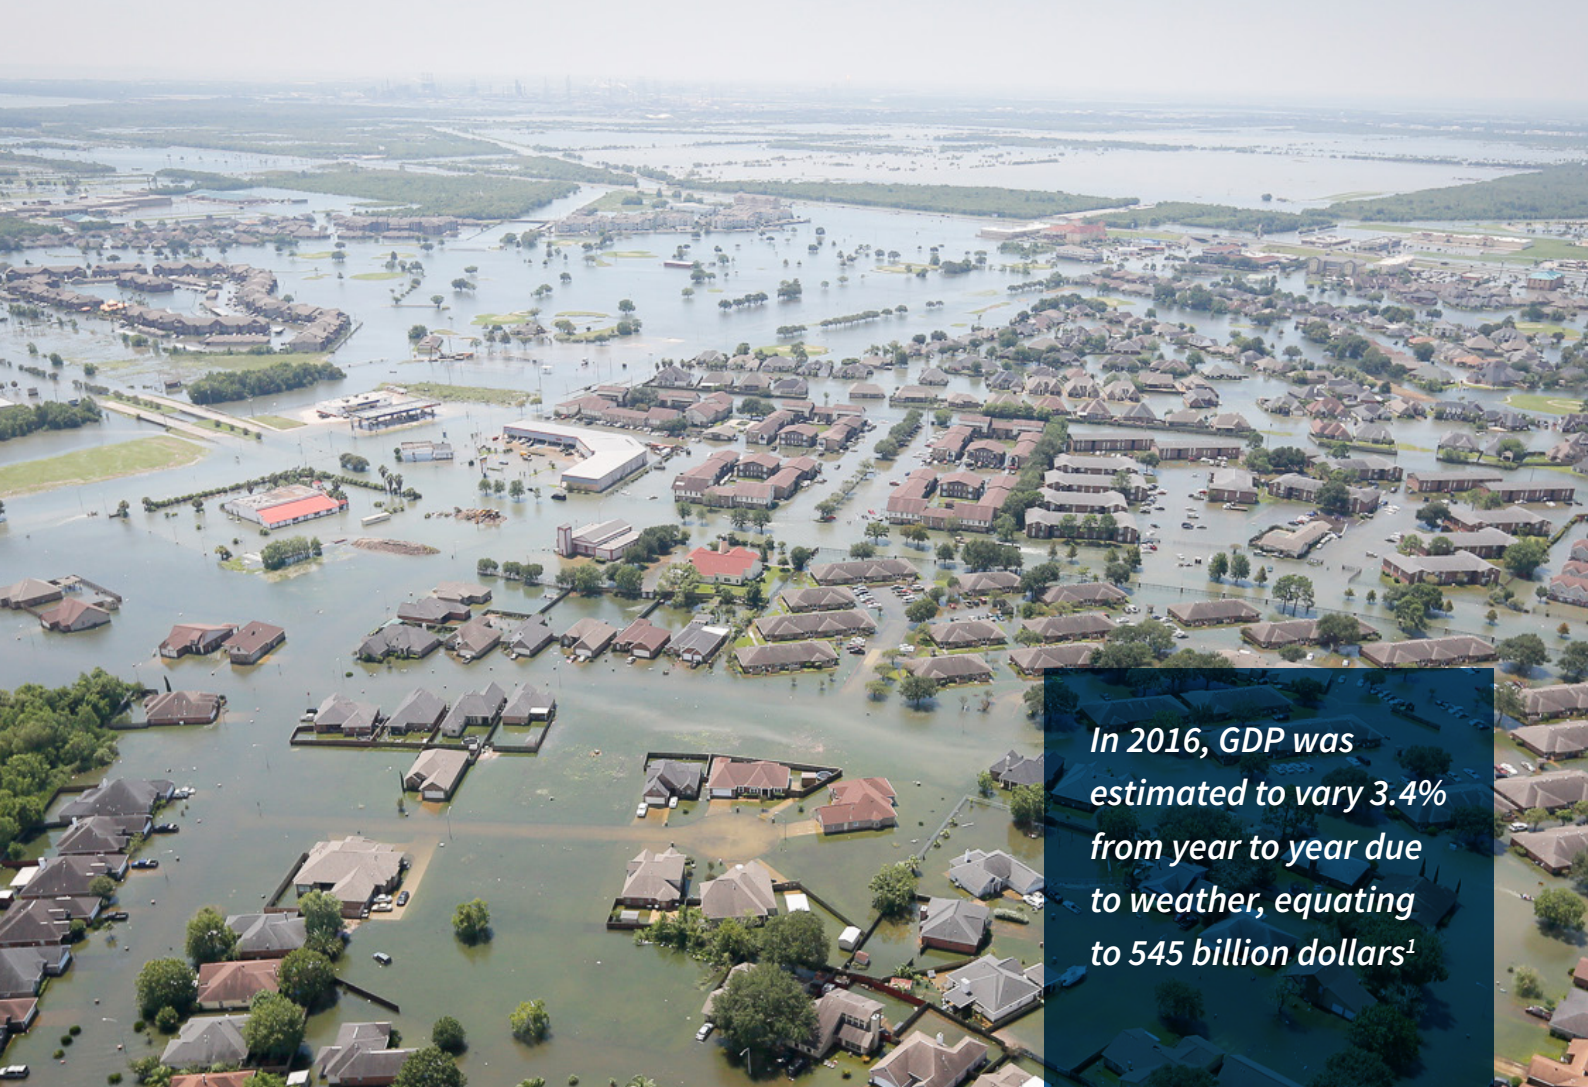 In 2016, GDP was
estimated to vary 3.4%
from year to year due
to weather, equating
to 545 billion dollars¹